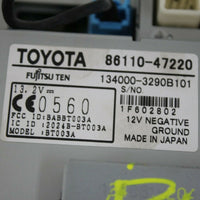 TOYOTA 86110-47220
FUJITSU TEN 134000-3290B101
13.2V S/NO
CE0560 1F602802
FCC ID:BABBT003A 12V NEGATIVE
IC ID :2024B-BT003A GROUND
MODEL:BT003A MADE IN JAPAN